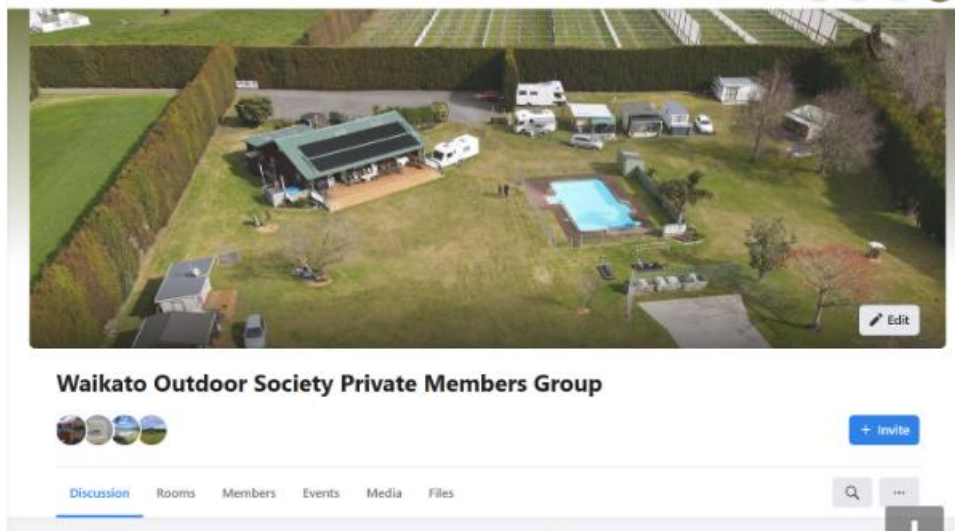 Edit
Waikato Outdoor Society Private Members Group
+ Invite
Discussion Rooms Members Events Media Files